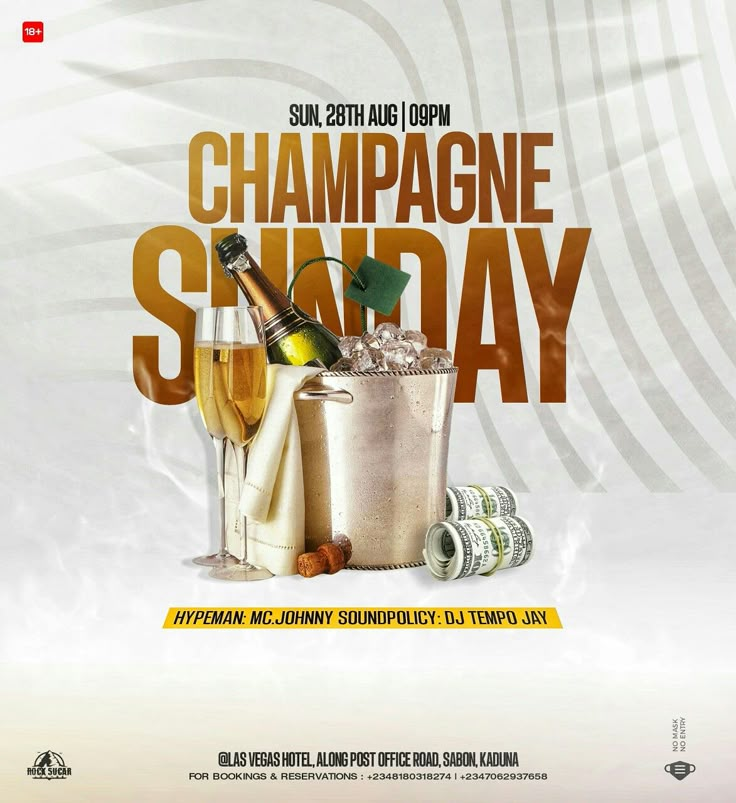 18+
SUN, 28TH AUG | 09PM
CHAMPAGNE
SUNDAY
HYPEMAN: MC.JOHNNY SOUNDPOLICY: DJ TEMPO JAY
@LAS VEGAS HOTEL, ALONG POST OFFICE ROAD, SABON, KADUNA
FOR BOOKINGS & RESERVATIONS : +2348180318274 | +2347062937658
ROCK SUGAR
NO MASK
NO ENTRY